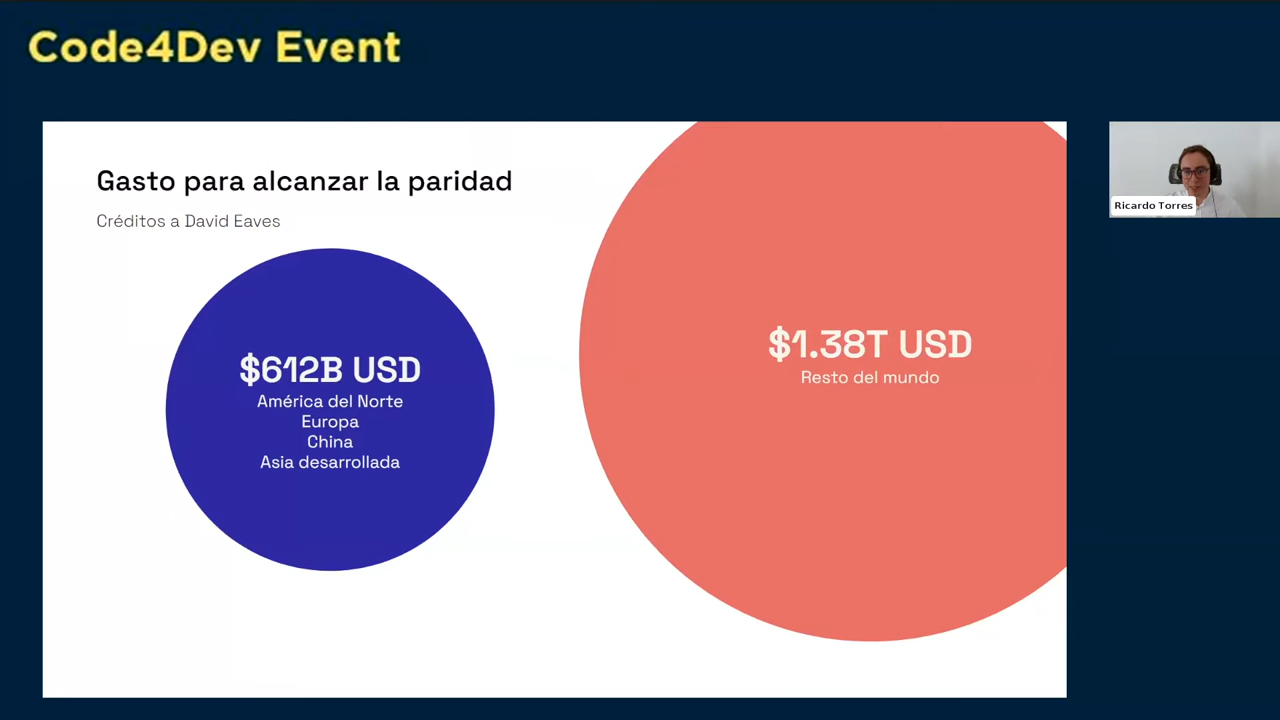 Code4Dev Event
Gasto para alcanzar la paridad
Créditos a David Eaves
$612B USD
América del Norte
Europa
China
Asia desarrollada
$1.38T USD
Resto del mundo
Ricardo Torres